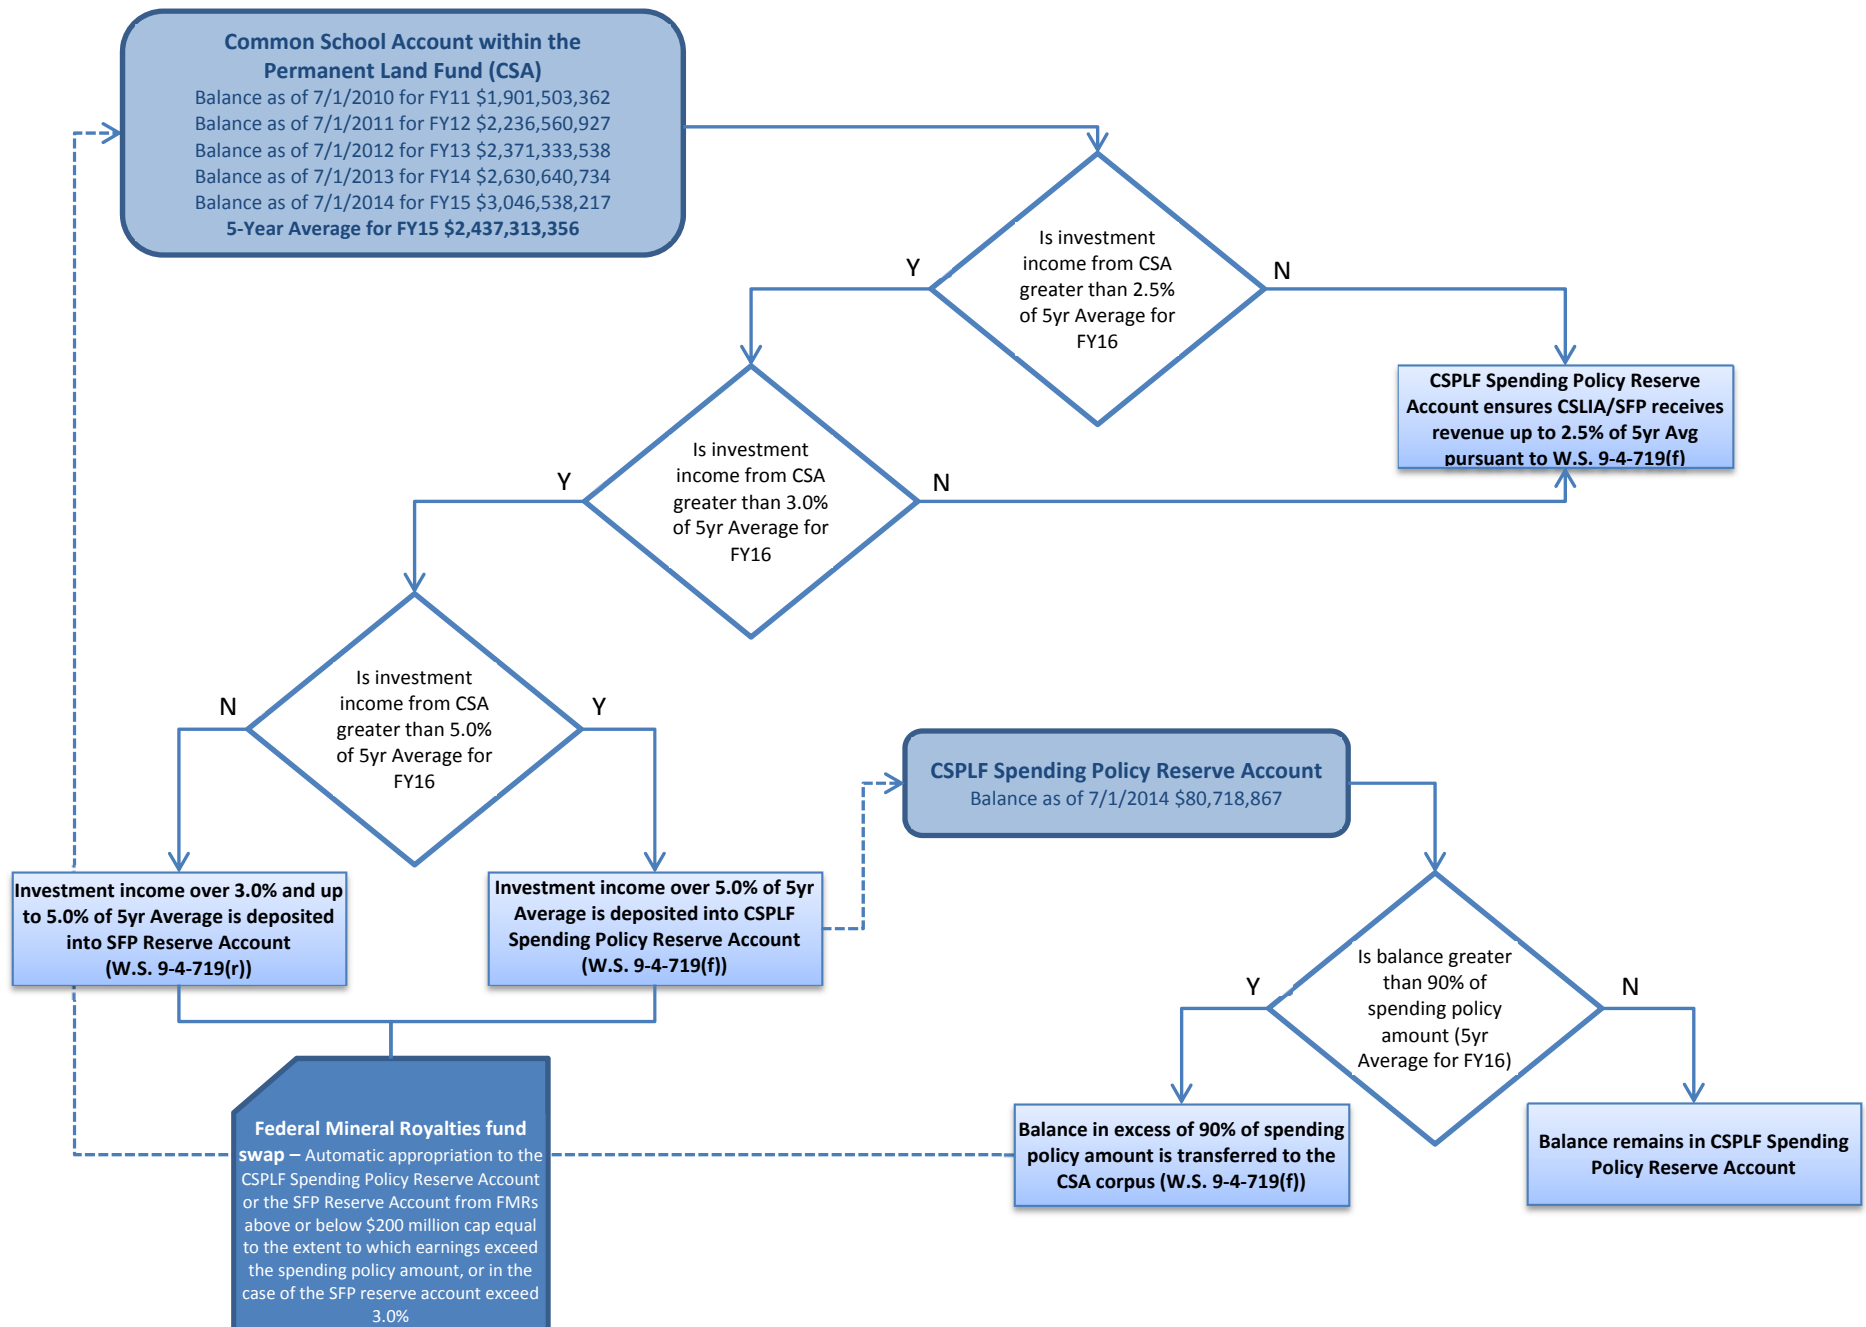 Common School Account within the
Permanent Land Fund (CSA)
Balance as of 7/1/2010 for FY11 $1,901,503,362
Balance as of 7/1/2011 for FY12 $2,236,560,927
Balance as of 7/1/2012 for FY13 $2,371,333,538
Balance as of 7/1/2013 for FY14 $2,630,640,734
Balance as of 7/1/2014 for FY15 $3,046,538,217
5-Year Average for FY15 $2,437,313,356
Is investment
income from CSA
greater than 2.5%
of 5yr Average for
FY16
Y
N
CSPLF Spending Policy Reserve
Account ensures CSLIA/SFP receives
revenue up to 2.5% of 5yr Avg
pursuant to W.S. 9-4-719(f)
Is investment
income from CSA
greater than 3.0%
of 5yr Average for
FY16
Y
N
Is investment
income from CSA
greater than 5.0%
of 5yr Average for
FY16
N
Y
CSPLF Spending Policy Reserve Account
Balance as of 7/1/2014 $80,718,867
Investment income over 3.0% and up
to 5.0% of 5yr Average is deposited
into SFP Reserve Account
(W.S. 9-4-719(r))
Investment income over 5.0% of 5yr
Average is deposited into CSPLF
Spending Policy Reserve Account
(W.S. 9-4-719(f))
Is balance greater
than 90% of
spending policy
amount (5yr
Average for FY16)
Y
N
Federal Mineral Royalties fund
swap – Automatic appropriation to the
CSPLF Spending Policy Reserve Account
or the SFP Reserve Account from FMRs
above or below $200 million cap equal
to the extent to which earnings exceed
the spending policy amount, or in the
case of the SFP reserve account exceed
3.0%
Balance in excess of 90% of spending
policy amount is transferred to the
CSA corpus (W.S. 9-4-719(f))
Balance remains in CSPLF Spending
Policy Reserve Account